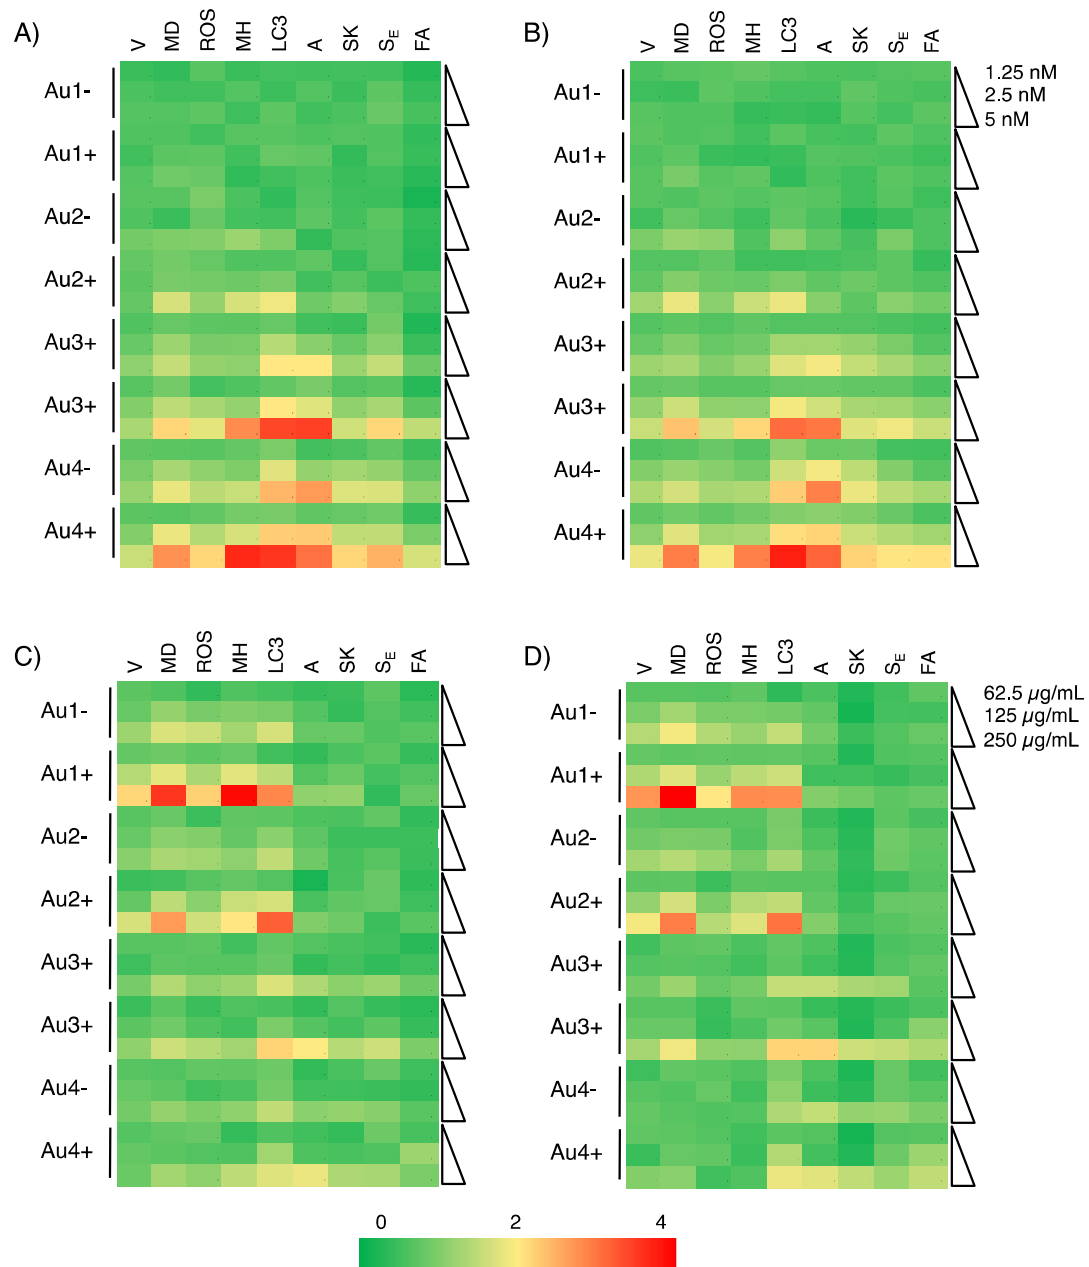 A)
V MD ROS MH LC3 A SK SE FA
Au1-
Au1+
Au2-
Au2+
Au3+
Au3+
Au4-
Au4+
B)
V MD ROS MH LC3 A SK SE FA
1.25 nM
2.5 nM
5 nM
Au1-
Au1+
Au2-
Au2+
Au3+
Au3+
Au4-
Au4+
C)
V MD ROS MH LC3 A SK SE FA
Au1-
Au1+
Au2-
Au2+
Au3+
Au3+
Au4-
Au4+
D)
V MD ROS MH LC3 A SK SE FA
62.5 µg/mL
125 µg/mL
250 µg/mL
Au1-
Au1+
Au2-
Au2+
Au3+
Au3+
Au4-
Au4+
0 2 4